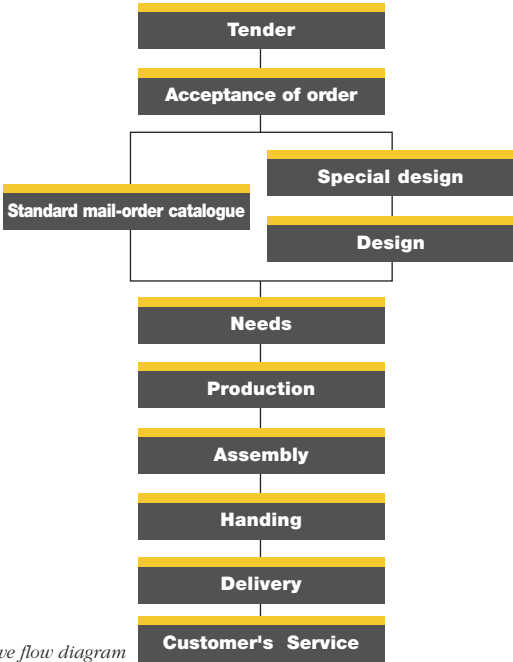 Tender
Acceptance of order
Special design
Standard mail-order catalogue
Design
Needs
Production
Assembly
Handing
Delivery
Customer's Service
flow diagram